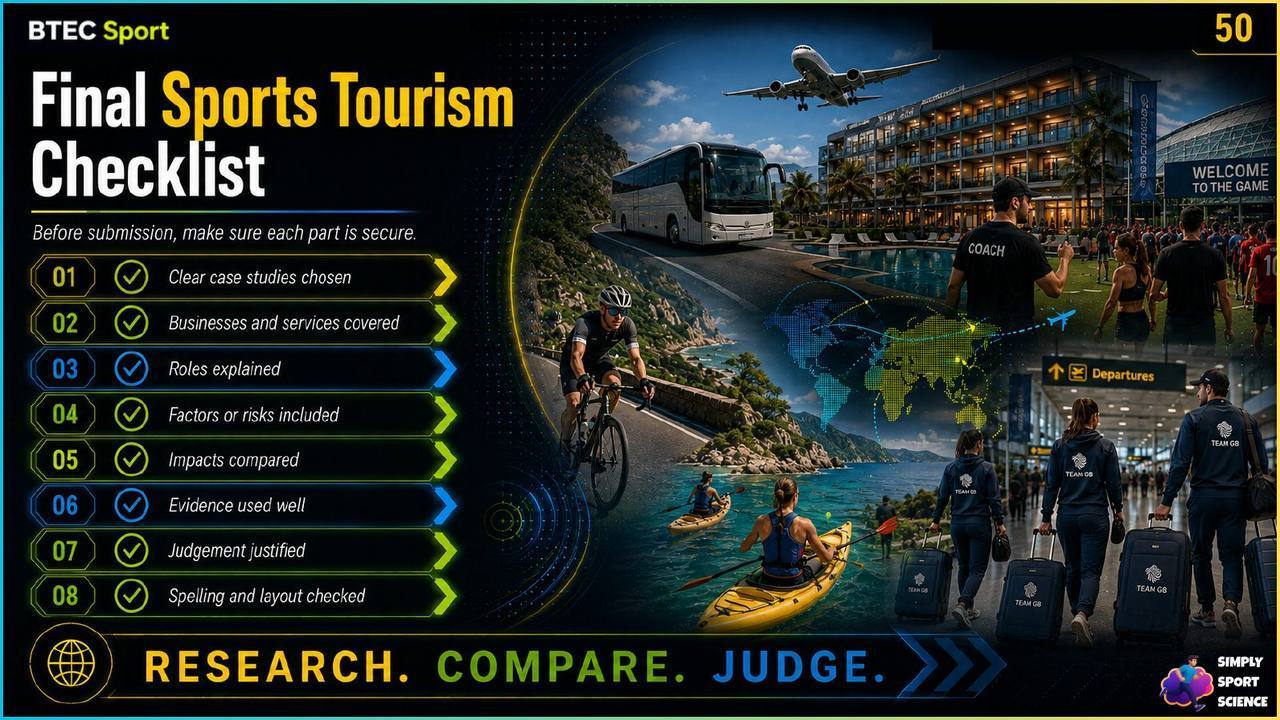 BTEC Sport
50
Final Sports Tourism
Checklist
Before submission, make sure each part is secure.
01 Clear case studies chosen
02 Businesses and services covered
03 Roles explained
04 Factors or risks included
05 Impacts compared
06 Evidence used well
07 Judgement justified
08 Spelling and layout checked
RESEARCH. COMPARE. JUDGE.
WELCOME
TO THE GAME
COACH
10
Departures
TEAM GB
TEAM GB
TEAM GB
TEAM GB
TEAM GB
TEAM GB
SIMPLY
SPORT
SCIENCE